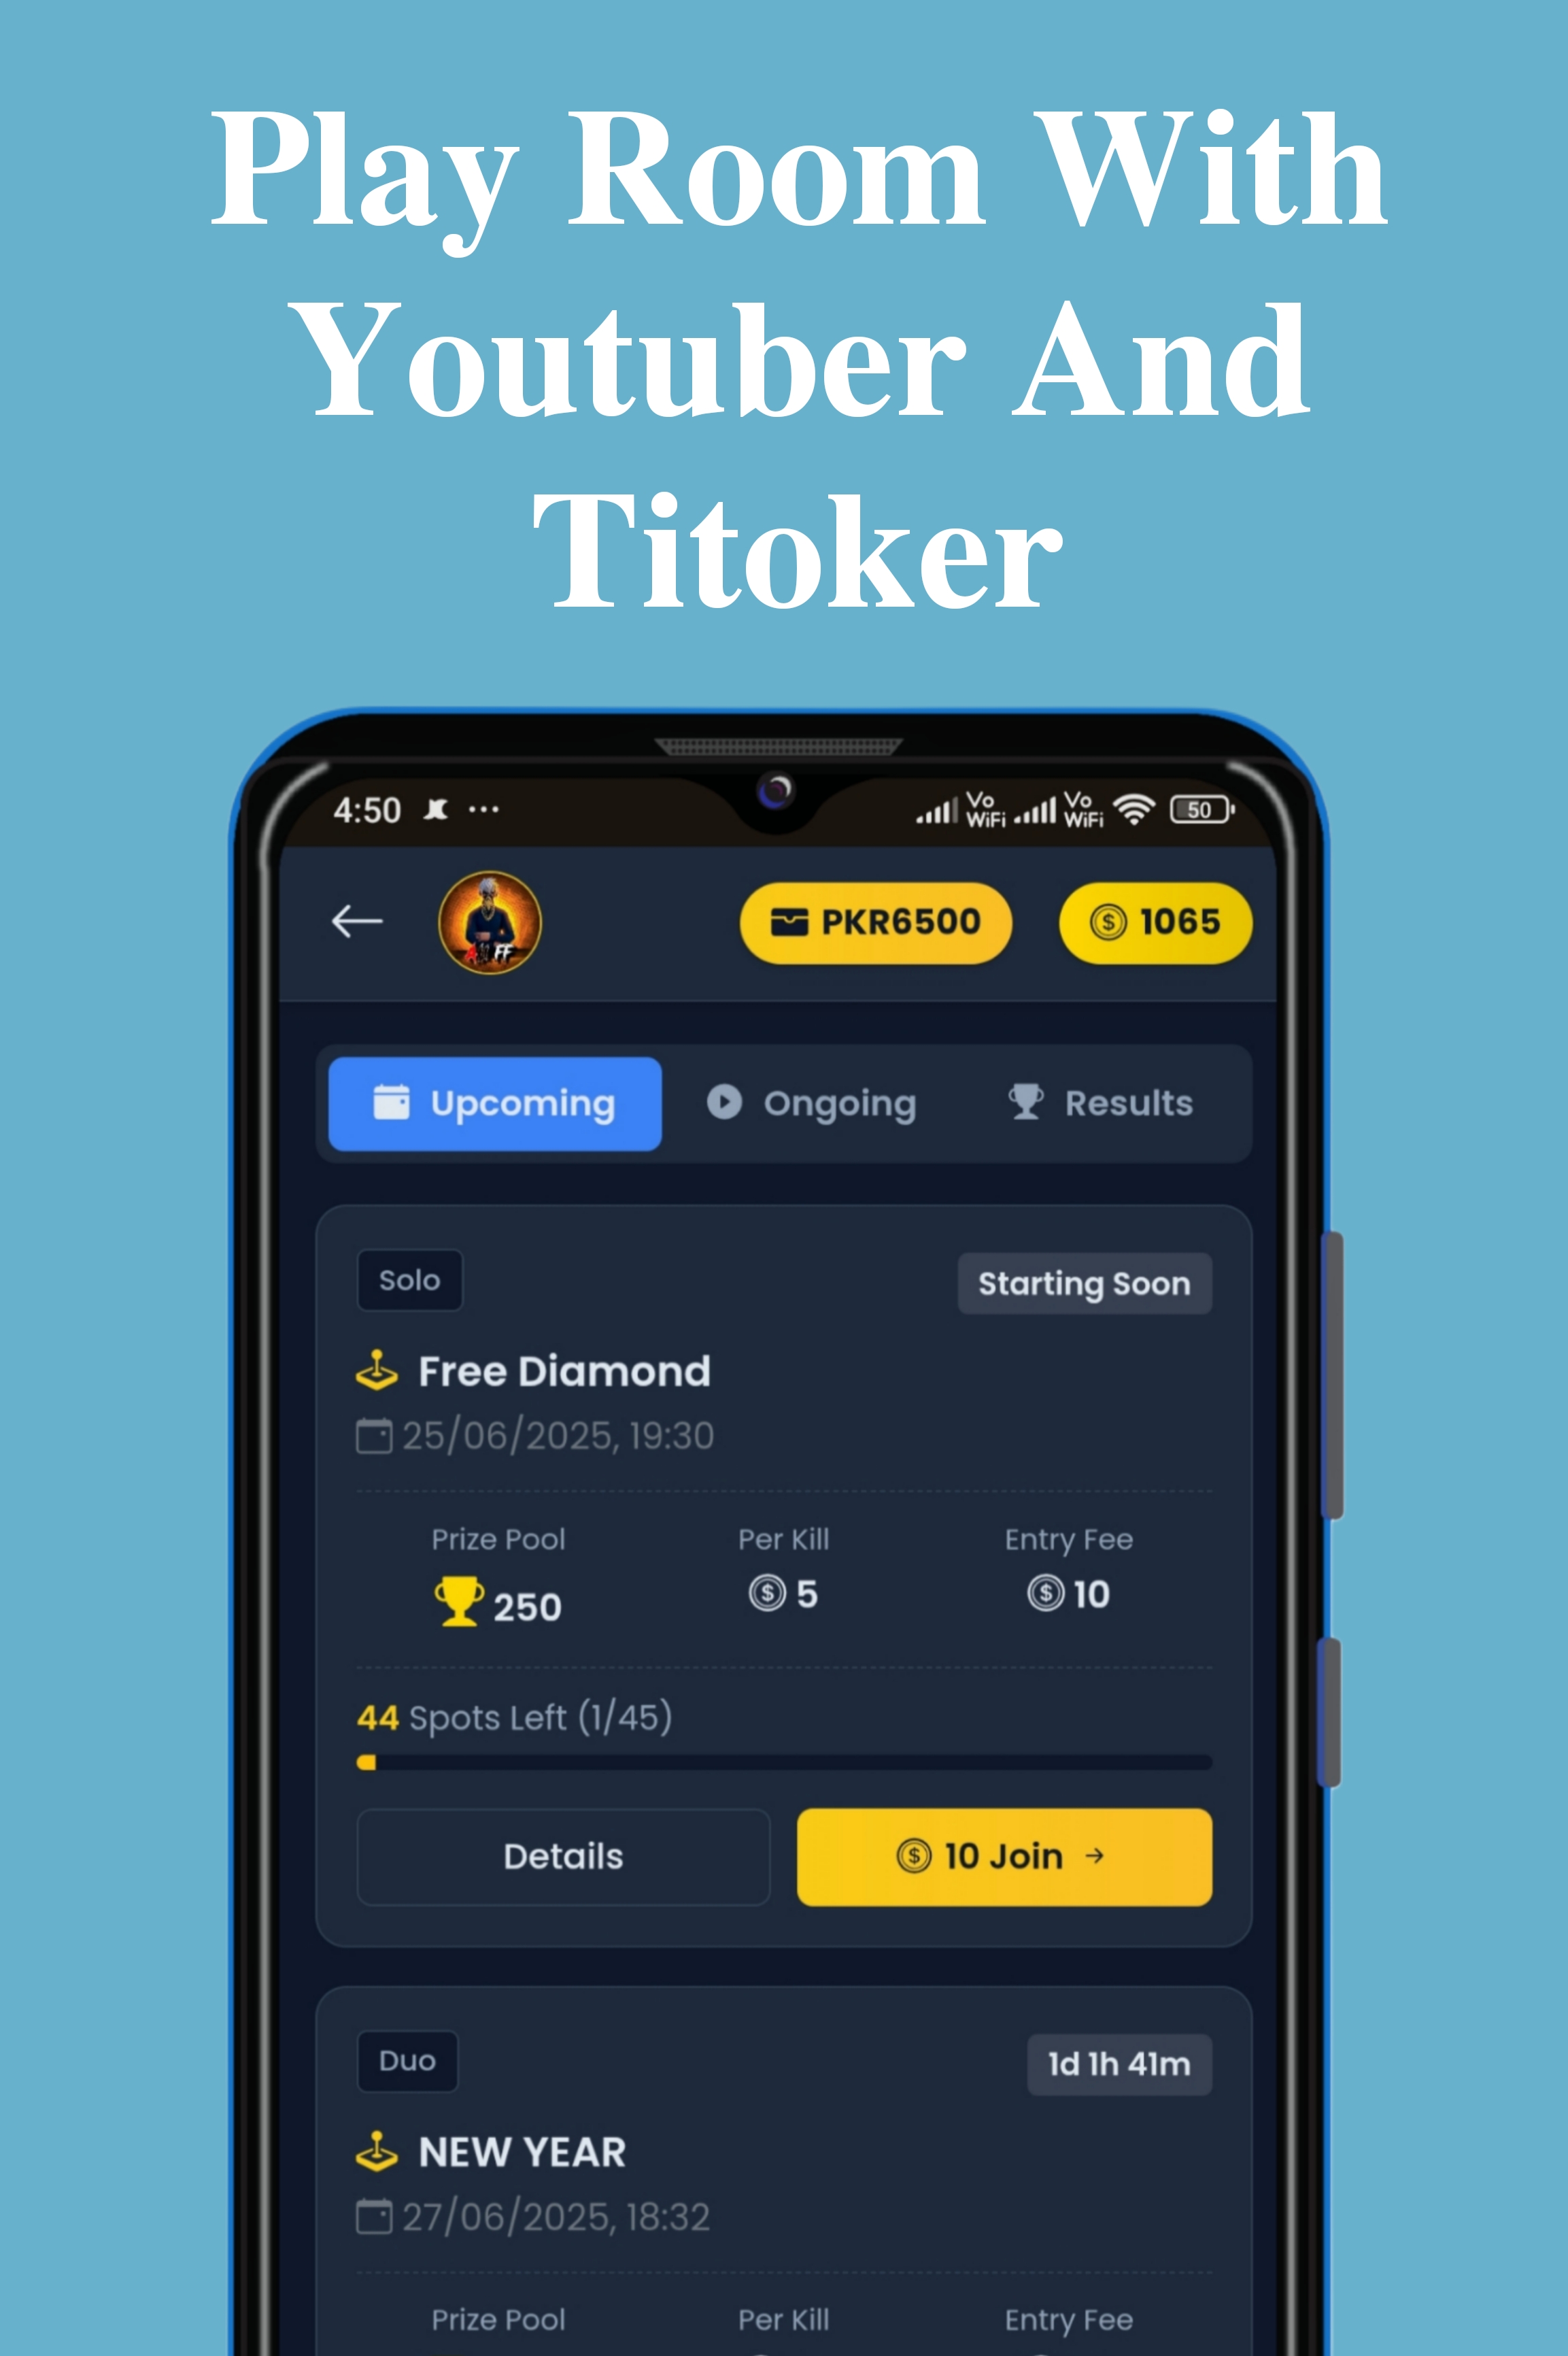 Play Room With
Youtuber And
Titoker
4:50 ... Vo WiFi Vo WiFi 50
PKR6500 1065
Upcoming Ongoing Results
Solo Starting Soon
Free Diamond
25/06/2025, 19:30
Prize Pool Per Kill Entry Fee
250 5 10
44 Spots Left (1/45)
Details 10 Join →
Duo 1d 1h 41m
NEW YEAR
27/06/2025, 18:32
Prize Pool Per Kill Entry Fee